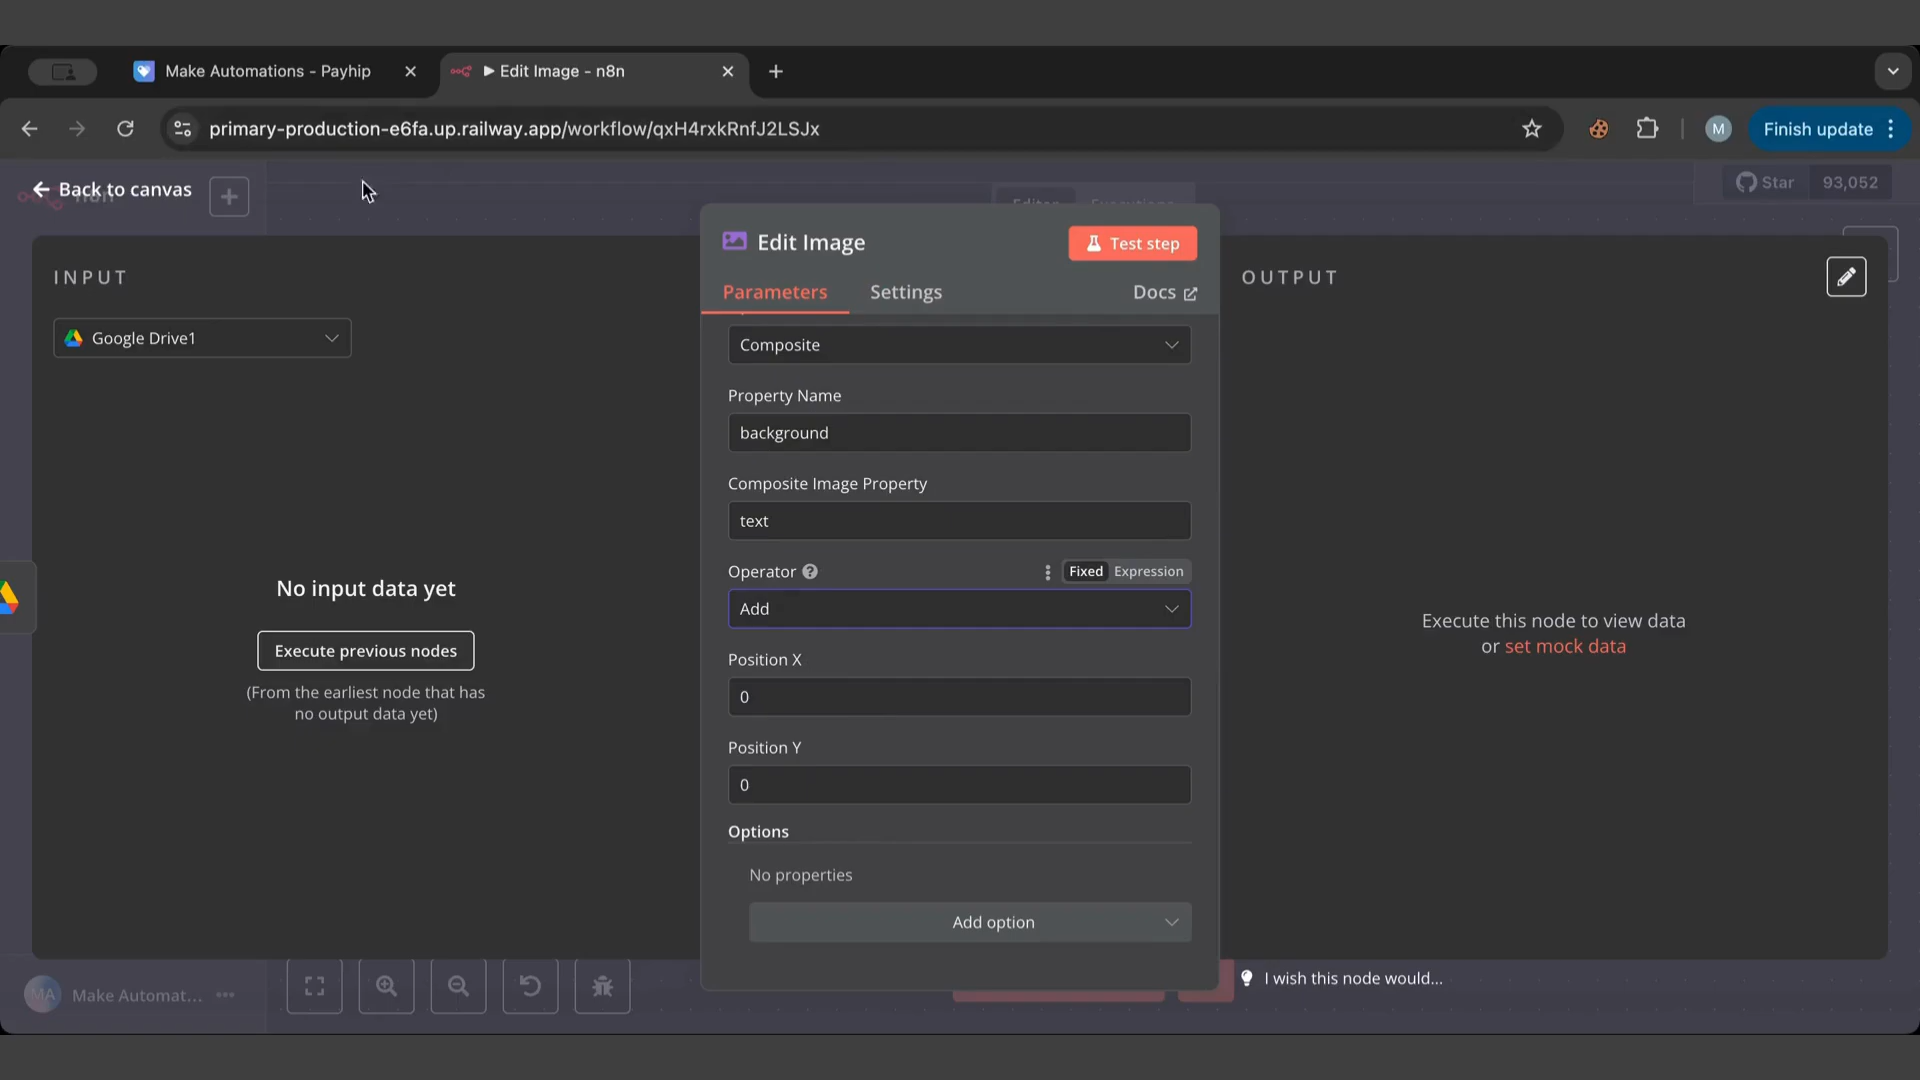 Make Automations - Payhip
Edit Image - n8n
primary-production-e6fa.up.railway.app/workflow/qxH4rxkRnfJ2LSJx
M
Finish update
Back to canvas
n8n
Editor
Executions
Star
93,052
Edit Image
Test step
INPUT
Parameters
Settings
Docs
OUTPUT
Google Drive1
Composite
Property Name
background
Composite Image Property
text
Operator
Fixed
Expression
Add
No input data yet
Execute previous nodes
(From the earliest node that has
no output data yet)
Execute this node to view data
or set mock data
Position X
0
Position Y
0
Options
No properties
Add option
MA
Make Automat...
I wish this node would...